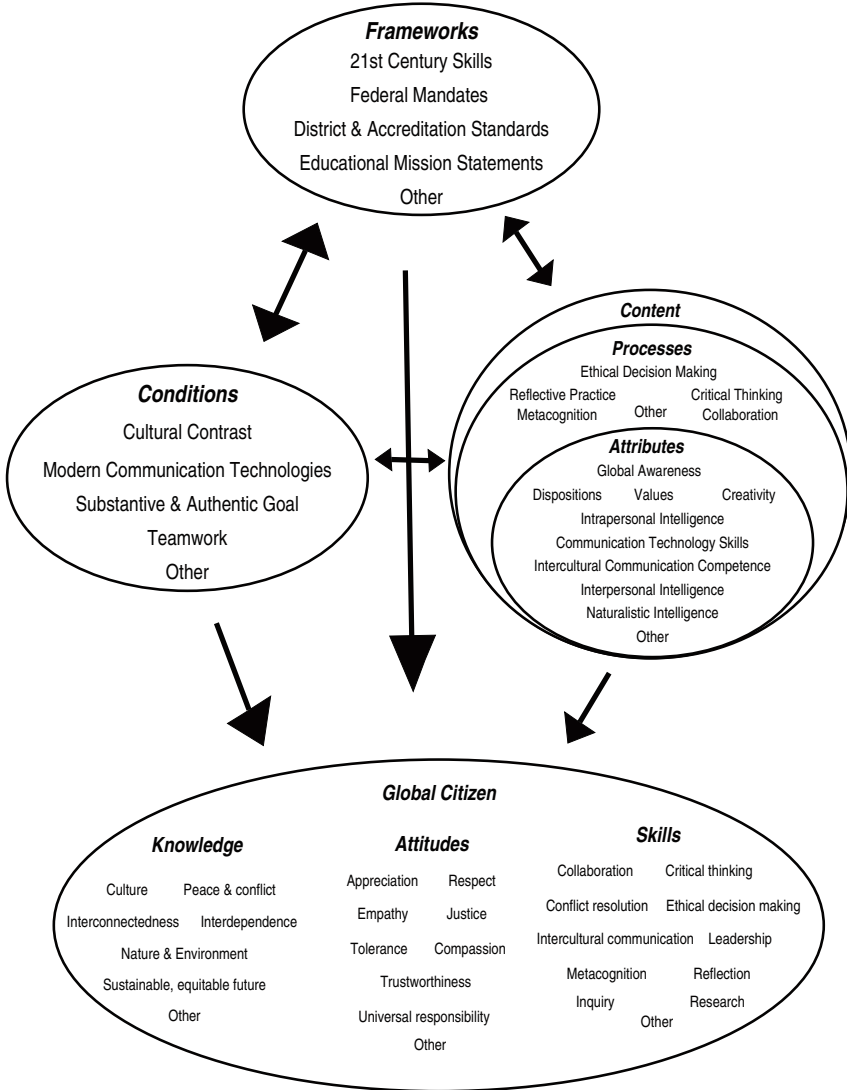 Frameworks
21st Century Skills
Federal Mandates
District & Accreditation Standards
Educational Mission Statements
Other
Conditions
Cultural Contrast
Modern Communication Technologies
Substantive & Authentic Goal
Teamwork
Other
Content
Processes
Ethical Decision Making
Reflective Practice Critical Thinking
Metacognition Other Collaboration
Attributes
Global Awareness
Dispositions Values Creativity
Intrapersonal Intelligence
Communication Technology Skills
Intercultural Communication Competence
Interpersonal Intelligence
Naturalistic Intelligence
Other
Global Citizen
Knowledge
Culture Peace & conflict
Interconnectedness Interdependence
Nature & Environment
Sustainable, equitable future
Other
Attitudes
Appreciation Respect
Empathy Justice
Tolerance Compassion
Trustworthiness
Universal responsibility
Other
Skills
Collaboration Critical thinking
Conflict resolution Ethical decision making
Intercultural communication Leadership
Metacognition Reflection
Inquiry Research
Other